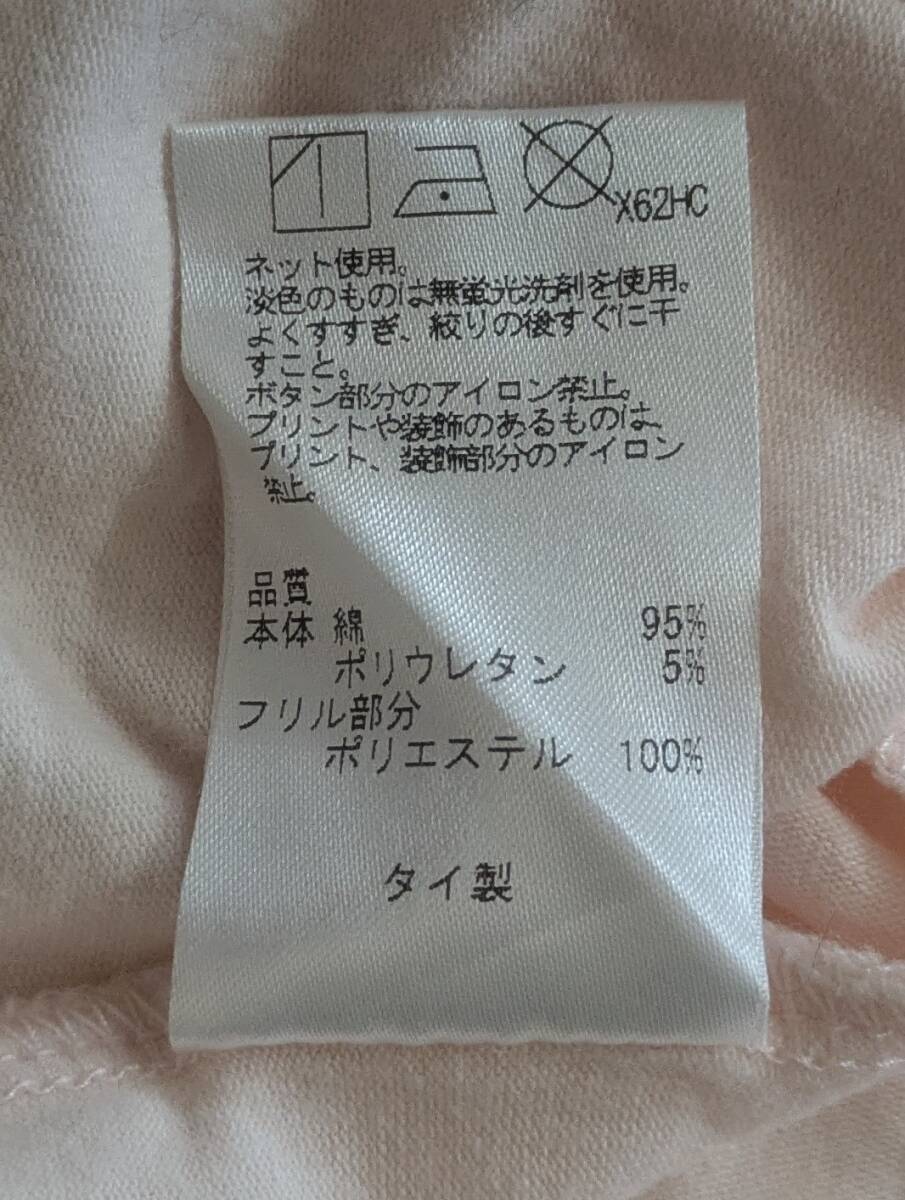 X62HC
ネット使用。
淡色のものは無蛍光洗剤を使用。
よくすすぎ、絞りの後すぐに干
すこと。
ボタン部分のアイロン禁止。
プリントや装飾のあるものは、
プリント、装飾部分のアイロン
禁止。
品質
本体 綿 95%
ポリウレタン 5%
フリル部分
ポリエステル 100%
タイ製